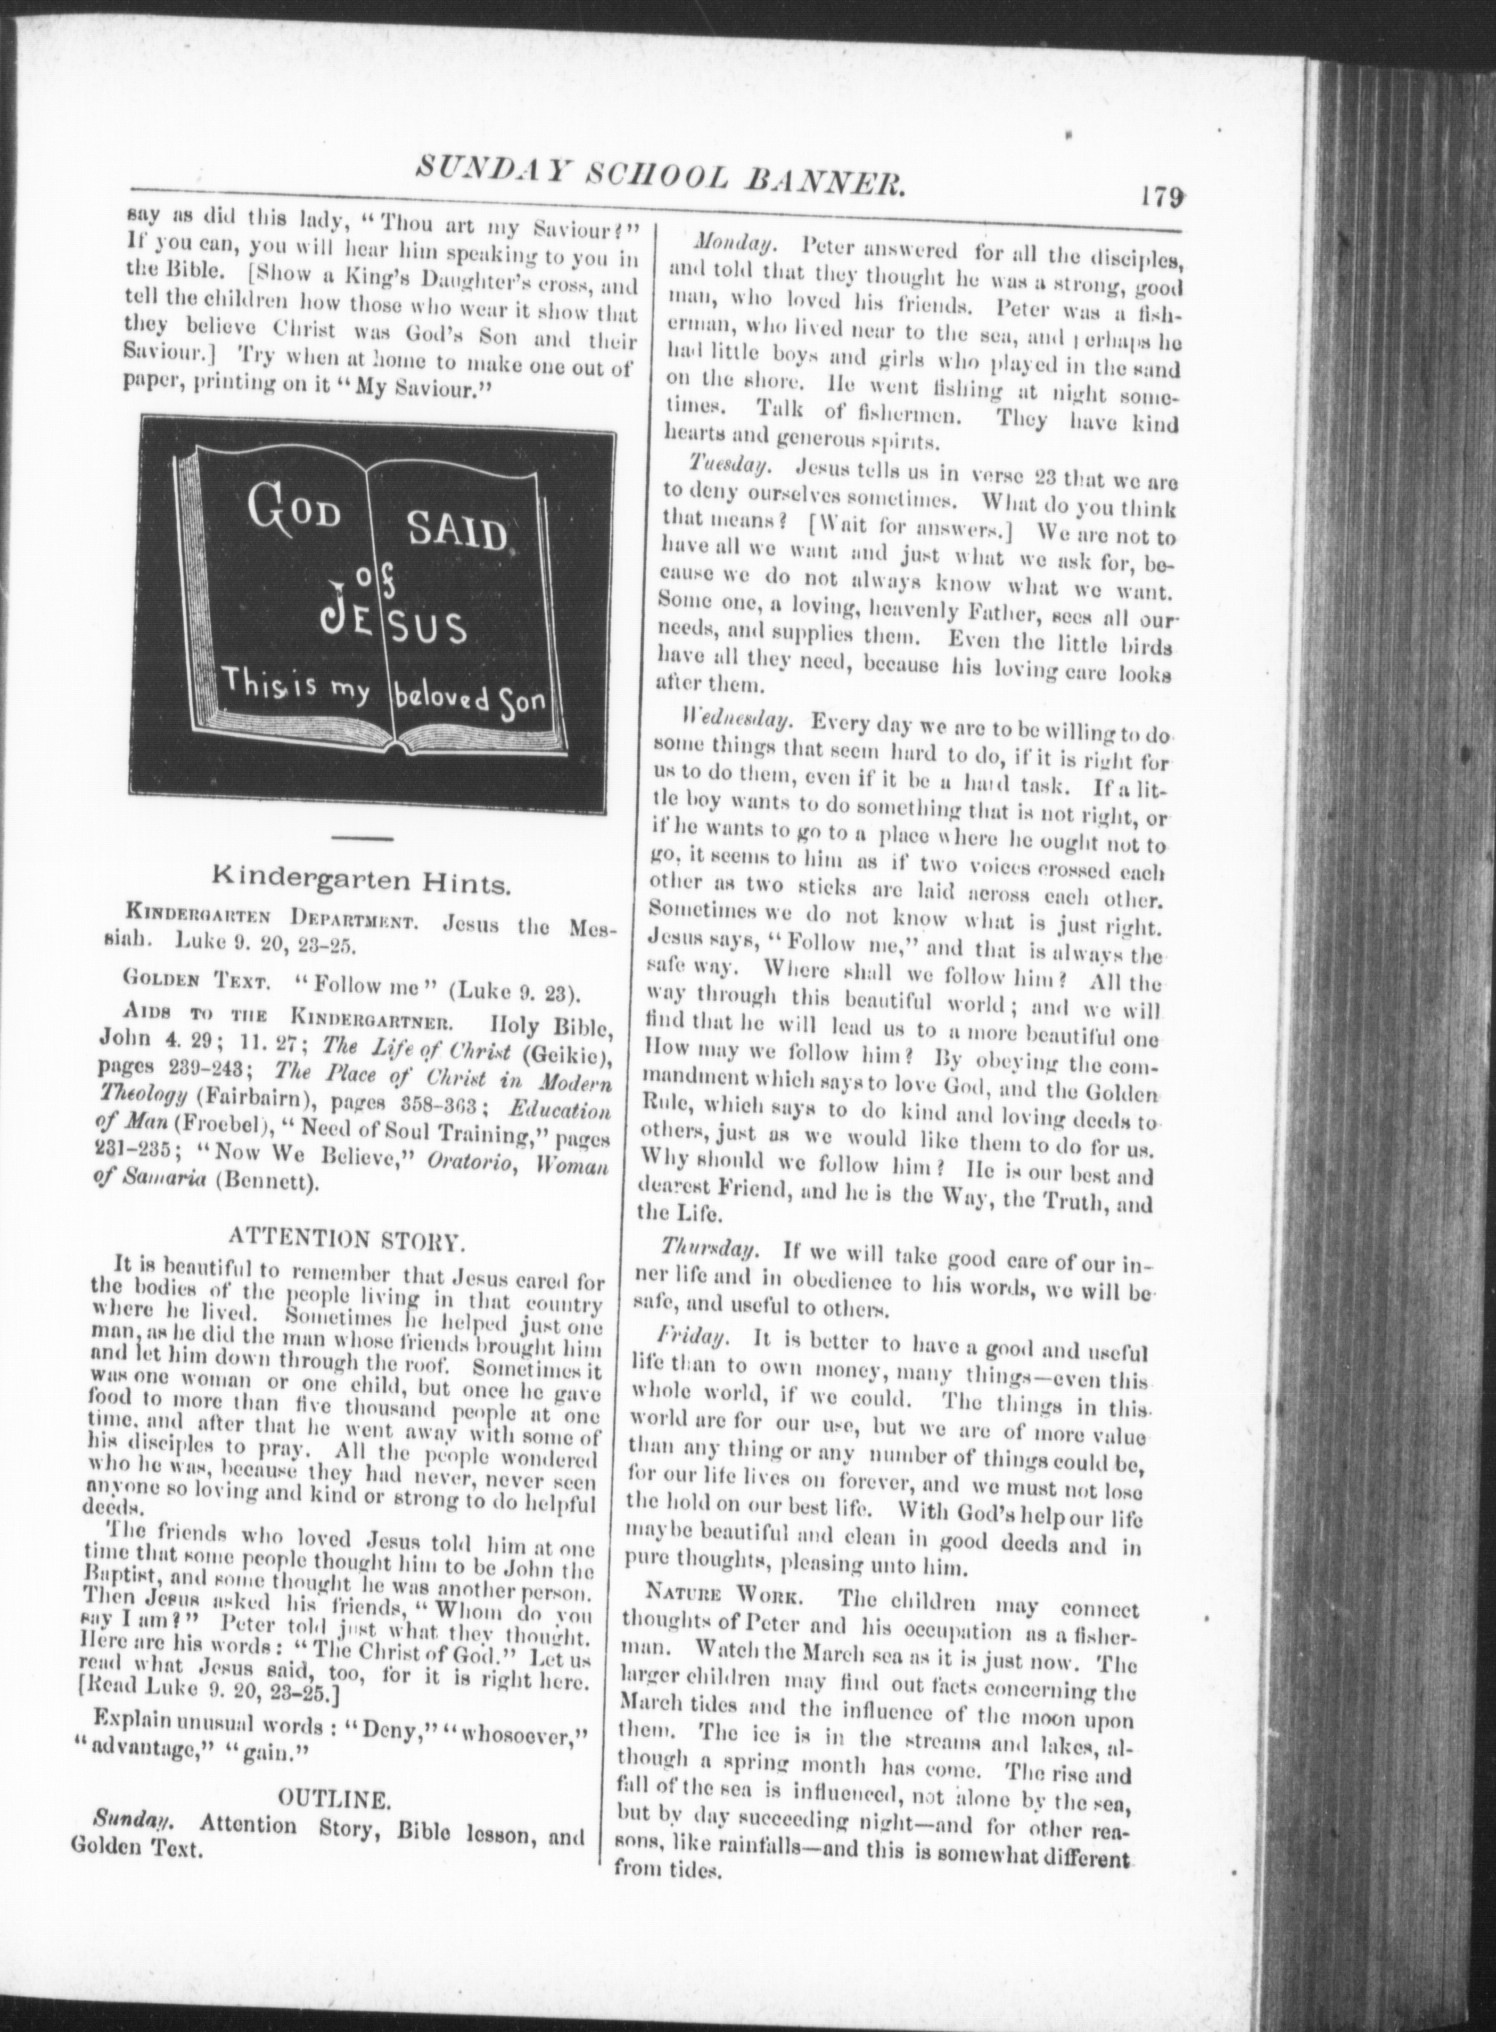 SUNDAY SCHOOL BANNER.
179
say as did this lady, “Thou art my Saviour?”
If you can, you will hear him speaking to you in
the Bible. [Show a King's Daughter's cross, and
tell the children how those who wear it show that
they believe Christ was God's Son and their
Saviour.] Try when at home to make one out of
paper, printing on it “My Saviour.”
GOD SAID
of
JESUS
This is my beloved Son
Kindergarten Hints.
KINDERGARTEN DEPARTMENT. Jesus the Mes-
siah. Luke 9. 20, 23-25.
GOLDEN TEXT. “Follow me” (Luke 9. 23).
AIDS TO THE KINDERGARTNER. Holy Bible,
John 4. 29; 11. 27; The Life of Christ (Geikie),
pages 239-243; The Place of Christ in Modern
Theology (Fairbairn), pages 358-363; Education
of Man (Froebel), “Need of Soul Training,” pages
231-235; “Now We Believe,” Oratorio, Woman
of Samaria (Bennett).
ATTENTION STORY.
It is beautiful to remember that Jesus cared for
the bodies of the people living in that country
where he lived. Sometimes he helped just one
man, as he did the man whose friends brought him
and let him down through the roof. Sometimes it
was one woman or one child, but once he gave
food to more than five thousand people at one
time, and after that he went away with some of
his disciples to pray. All the people wondered
who he was, because they had never, never seen
anyone so loving and kind or strong to do helpful
deeds.
The friends who loved Jesus told him at one
time that some people thought him to be John the
Baptist, and some thought he was another person.
Then Jesus asked his friends, “Whom do you
say I am?” Peter told just what they thought.
Here are his words: “The Christ of God.” Let us
read what Jesus said, too, for it is right here.
[Read Luke 9. 20, 23-25.]
Explain unusual words: “Deny,” “whosoever,”
“advantage,” “gain.”
OUTLINE.
Sunday. Attention Story, Bible lesson, and
Golden Text.
Monday. Peter answered for all the disciples,
and told that they thought he was a strong, good
man, who loved his friends. Peter was a fish-
erman, who lived near to the sea, and perhaps he
had little boys and girls who played in the sand
on the shore. He went fishing at night some-
times. Talk of fishermen. They have kind
hearts and generous spirits.
Tuesday. Jesus tells us in verse 23 that we are
to deny ourselves sometimes. What do you think
that means? [Wait for answers.] We are not to
have all we want and just what we ask for, be-
cause we do not always know what we want.
Some one, a loving, heavenly Father, sees all our
needs, and supplies them. Even the little birds
have all they need, because his loving care looks
after them.
Wednesday. Every day we are to be willing to do
some things that seem hard to do, if it is right for
us to do them, even if it be a hard task. If a lit-
tle boy wants to do something that is not right, or
if he wants to go to a place where he ought not to
go, it seems to him as if two voices crossed each
other as two sticks are laid across each other.
Sometimes we do not know what is just right.
Jesus says, “Follow me,” and that is always the
safe way. Where shall we follow him? All the
way through this beautiful world; and we will
find that he will lead us to a more beautiful one
How may we follow him? By obeying the com-
mandment which says to love God, and the Golden
Rule, which says to do kind and loving deeds to
others, just as we would like them to do for us.
Why should we follow him? He is our best and
dearest Friend, and he is the Way, the Truth, and
the Life.
Thursday. If we will take good care of our in-
ner life and in obedience to his words, we will be
safe, and useful to others.
Friday. It is better to have a good and useful
life than to own money, many things—even this
whole world, if we could. The things in this
world are for our use, but we are of more value
than any thing or any number of things could be,
for our life lives on forever, and we must not lose
the hold on our best life. With God's help our life
may be beautiful and clean in good deeds and in
pure thoughts, pleasing unto him.
NATURE WORK. The children may connect
thoughts of Peter and his occupation as a fisher-
man. Watch the March sea as it is just now. The
larger children may find out facts concerning the
March tides and the influence of the moon upon
them. The ice is in the streams and lakes, al-
though a spring month has come. The rise and
fall of the sea is influenced, not alone by the sea,
but by day succeeding night—and for other rea-
sons, like rainfalls—and this is somewhat different
from tides.